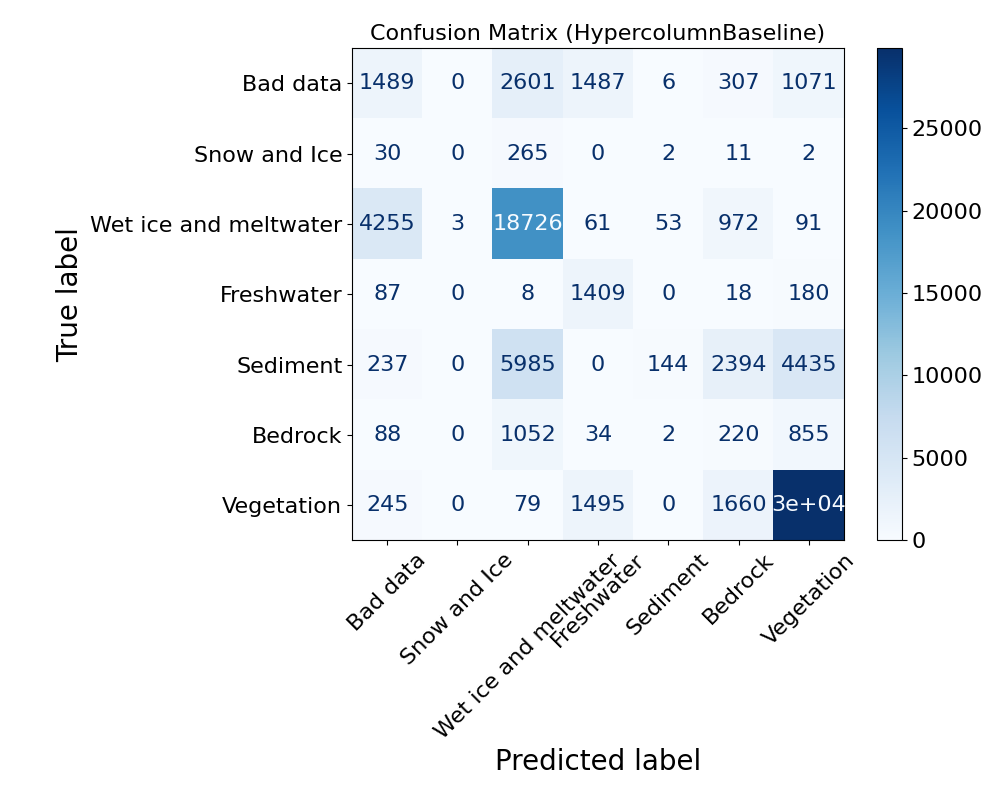 Confusion Matrix (HypercolumnBaseline)
True label
Bad data 1489 0 2601 1487 6 307 1071
Snow and Ice 30 0 265 0 2 11 2
Wet ice and meltwater 4255 3 18726 61 53 972 91
Freshwater 87 0 8 1409 0 18 180
Sediment 237 0 5985 0 144 2394 4435
Bedrock 88 0 1052 34 2 220 855
Vegetation 245 0 79 1495 0 1660 3e+04
Bad data
Snow and Ice
Wet ice and meltwater
Freshwater
Sediment
Bedrock
Vegetation
Predicted label
25000
20000
15000
10000
5000
0